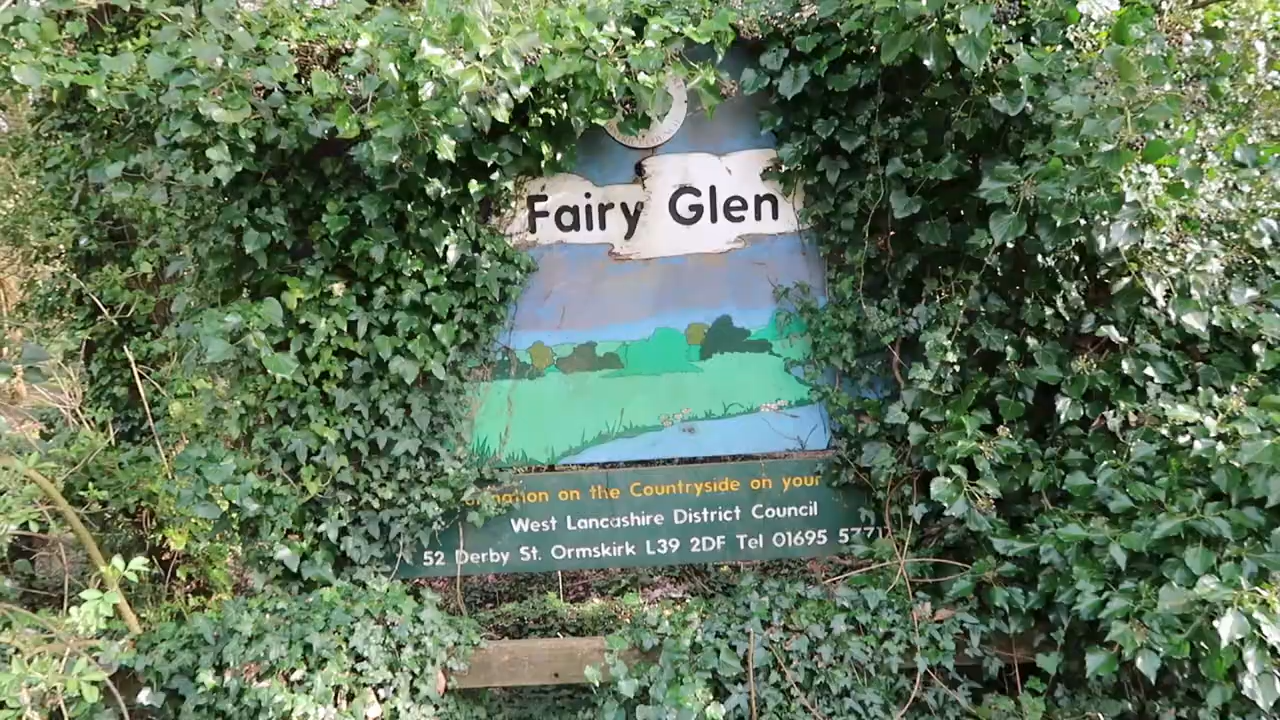 Fairy Glen
on the Countryside on your
West Lancashire District Council
52 Derby St. Ormskirk L39 2DF Tel 01695 577